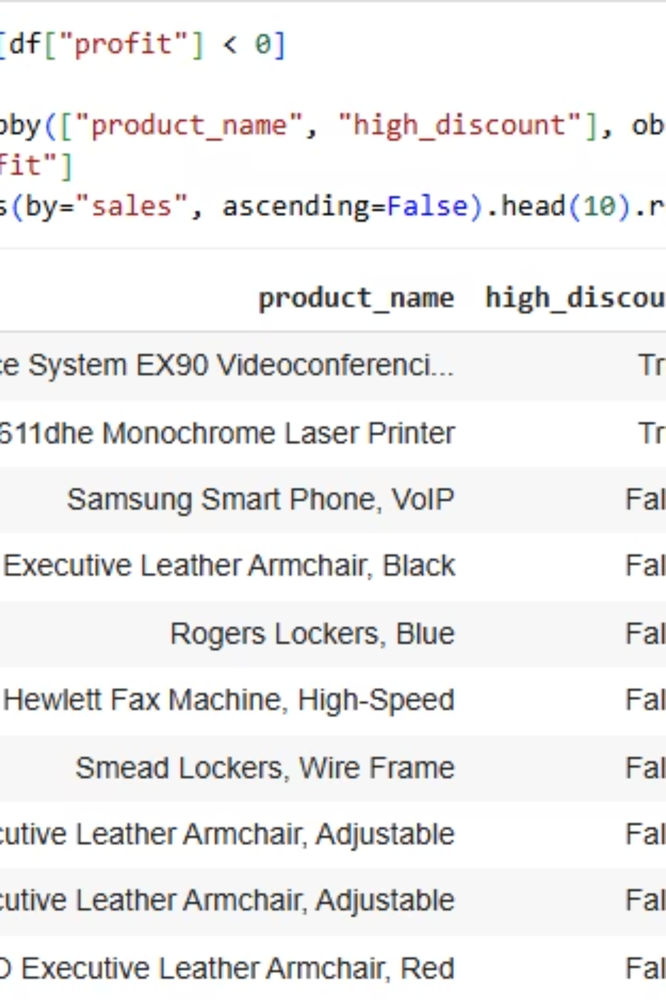 [df["profit"] < 0]
by(["product_name", "high_discount"], ob
fit"]
s(by="sales", ascending=False).head(10).r
product_name high_discou
ce System EX90 Videoconferenci... Tr
611dhe Monochrome Laser Printer Tr
Samsung Smart Phone, VoIP Fal
Executive Leather Armchair, Black Fal
Rogers Lockers, Blue Fal
Hewlett Fax Machine, High-Speed Fal
Smead Lockers, Wire Frame Fal
cutive Leather Armchair, Adjustable Fal
cutive Leather Armchair, Adjustable Fal
O Executive Leather Armchair, Red Fal